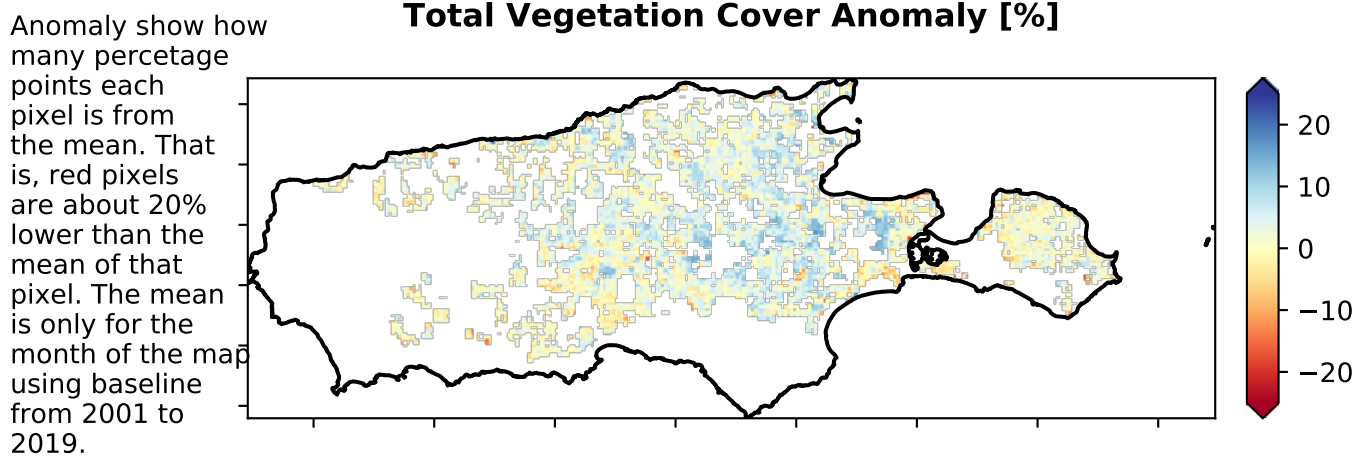 Total Vegetation Cover Anomaly [%]
Anomaly show how
many percetage
points each
pixel is from
the mean. That
is, red pixels
are about 20%
lower than the
mean of that
pixel. The mean
is only for the
month of the map
using baseline
from 2001 to
2019.
20
10
0
−10
−20